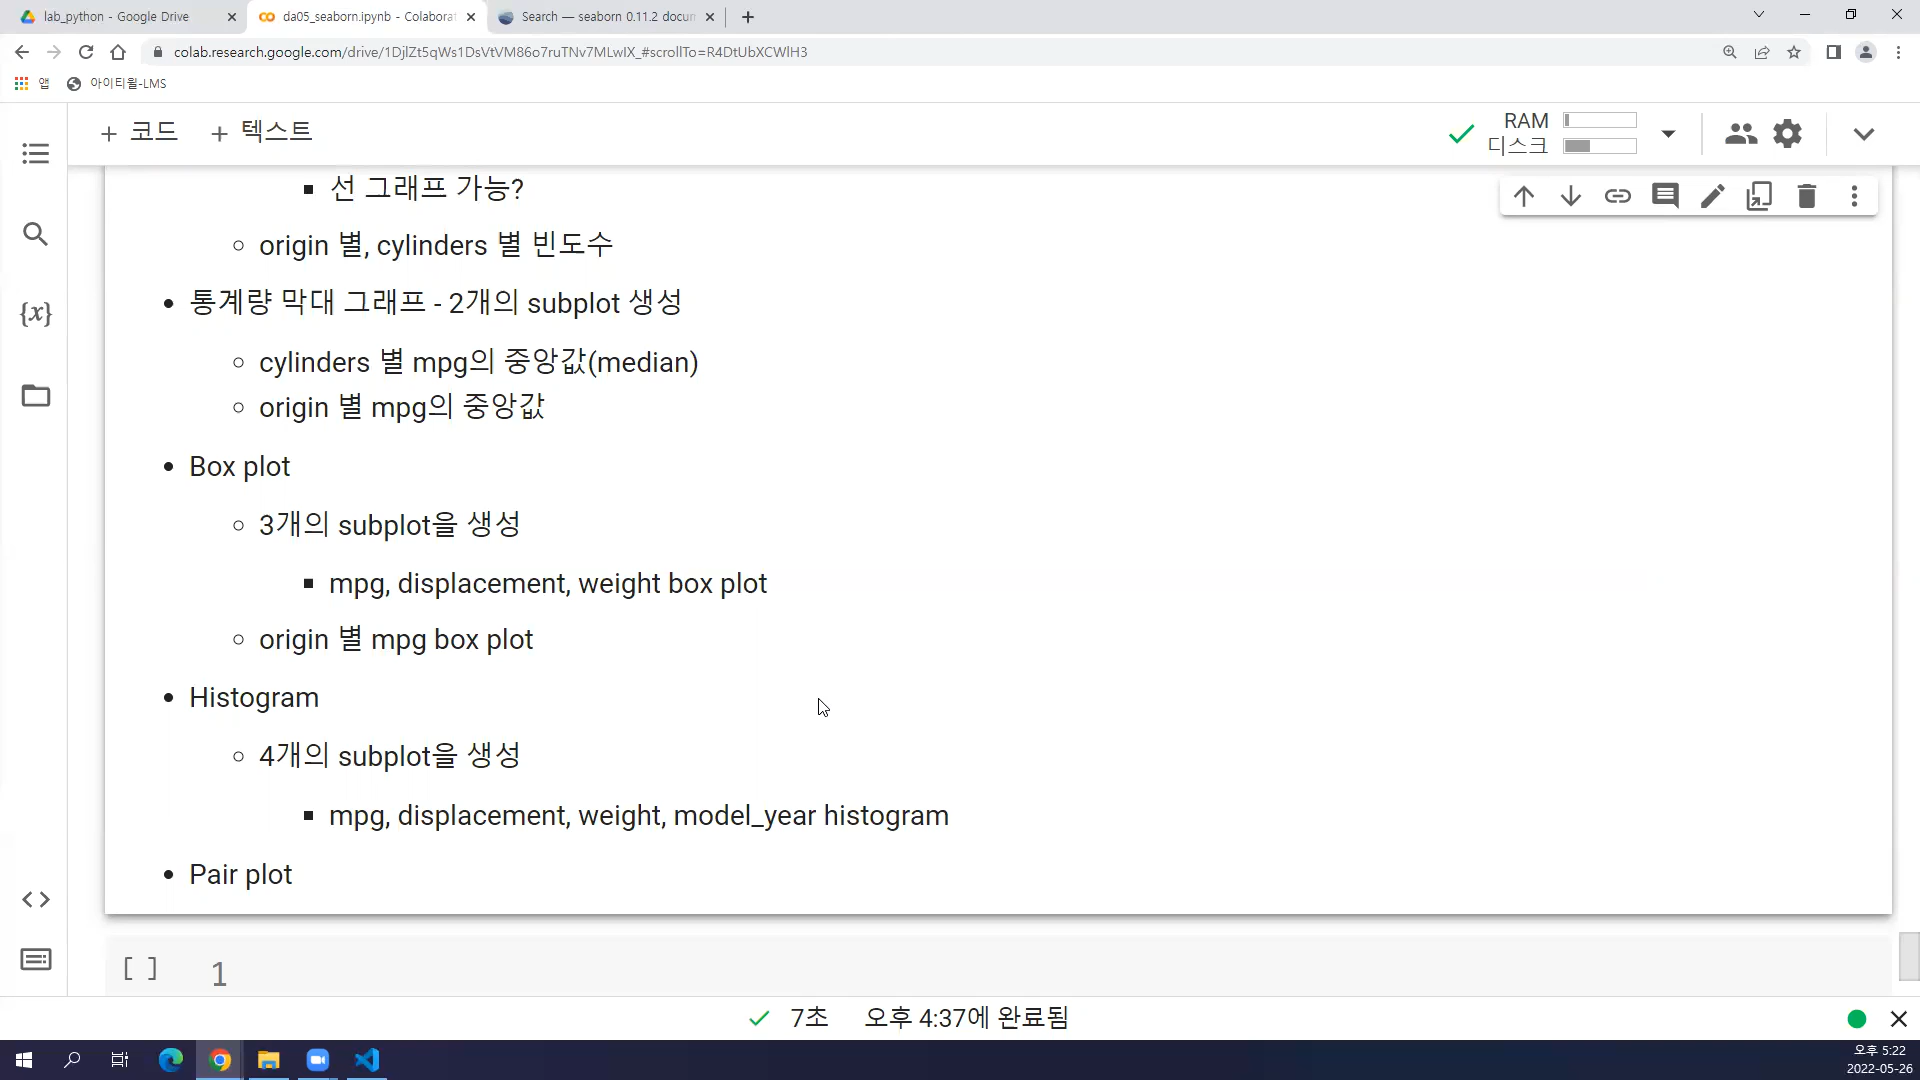 lab_python - Google Drive
da05_seaborn.ipynb - Colaborat
Search — seaborn 0.11.2 docum
colab.research.google.com/drive/1DjlZt5qWs1DsVtVM86o7ruTNv7MLwIX_#scrollTo=R4DtUbXCWlH3
앱
아이티윌-LMS
+ 코드
+ 텍스트
RAM
디스크
선 그래프 가능?
origin 별, cylinders 별 빈도수
통계량 막대 그래프 - 2개의 subplot 생성
cylinders 별 mpg의 중앙값(median)
origin 별 mpg의 중앙값
Box plot
3개의 subplot을 생성
mpg, displacement, weight box plot
origin 별 mpg box plot
Histogram
4개의 subplot을 생성
mpg, displacement, weight, model_year histogram
Pair plot
[ ] 1
7초 오후 4:37에 완료됨
오후 5:22
2022-05-26